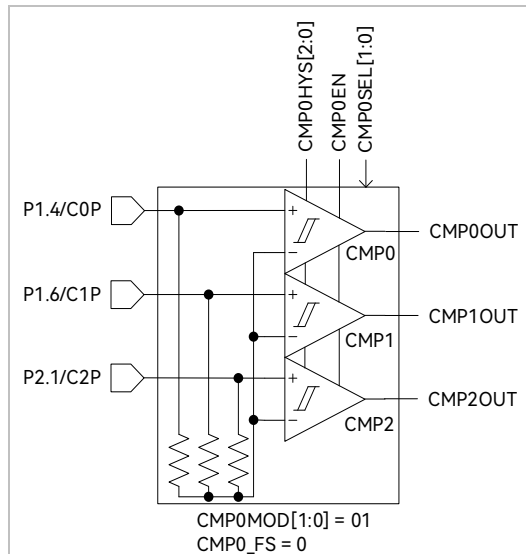 CMP0HYS[2:0]
CMP0EN
CMP0SEL[1:0]
P1.4/C0P
+
−
CMP0
CMP0OUT
P1.6/C1P
+
−
CMP1
CMP1OUT
P2.1/C2P
+
−
CMP2
CMP2OUT
CMP0MOD[1:0] = 01
CMP0_FS = 0